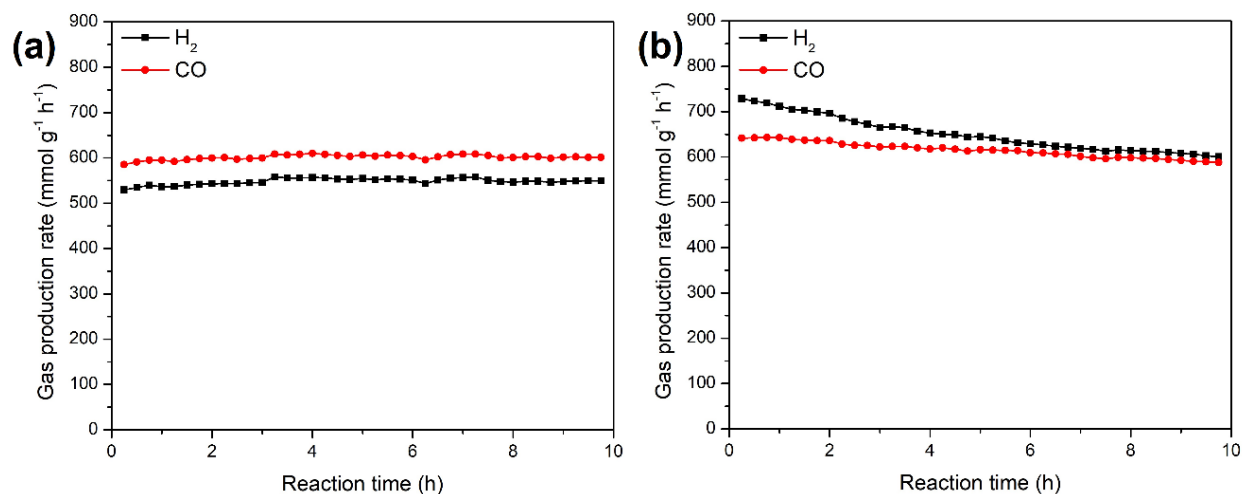 (a)
H₂
CO
Gas production rate (mmol g⁻¹ h⁻¹)
900
800
700
600
500
400
300
200
100
0
0 2 4 6 8 10
Reaction time (h)
(b)
H₂
CO
Gas production rate (mmol g⁻¹ h⁻¹)
900
800
700
600
500
400
300
200
100
0
0 2 4 6 8 10
Reaction time (h)